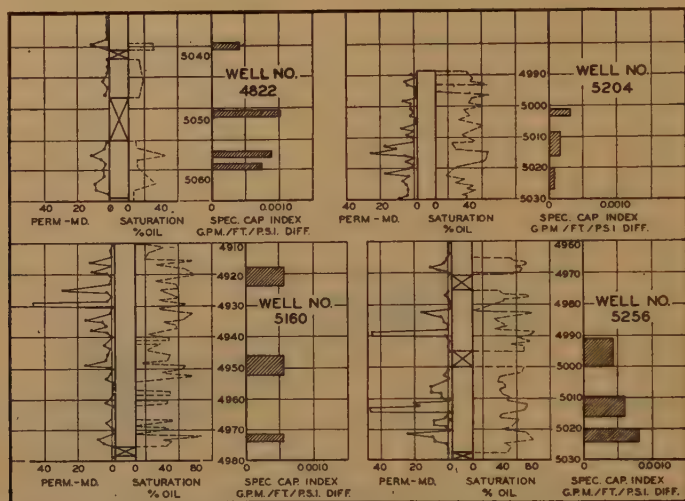 WELL NO.
4822
5040
5050
5060
40 20 0 40 0 0.0010
PERM.-MD. SATURATION SPEC. CAP INDEX
% OIL G.P.M./FT./P.S.I. DIFF.
WELL NO.
5204
4990
5000
5010
5020
5030
40 20 0 40 0 0.0010
PERM.-MD. SATURATION SPEC. CAP INDEX
% OIL G.P.M./FT./P.S.I. DIFF.
WELL NO.
5160
4910
4920
4930
4940
4950
4960
4970
4980
40 20 0 40 80 0 0.0010
PERM.-MD. SATURATION SPEC. CAP INDEX
% OIL G.P.M./FT./P.S.I. DIFF.
WELL NO.
5256
4960
4970
4980
4990
5000
5010
5020
5030
40 20 0 40 80 0 0.0010
PERM.-MD. SATURATION SPEC. CAP INDEX
% OIL G.P.M./FT./P.S.I. DIFF.